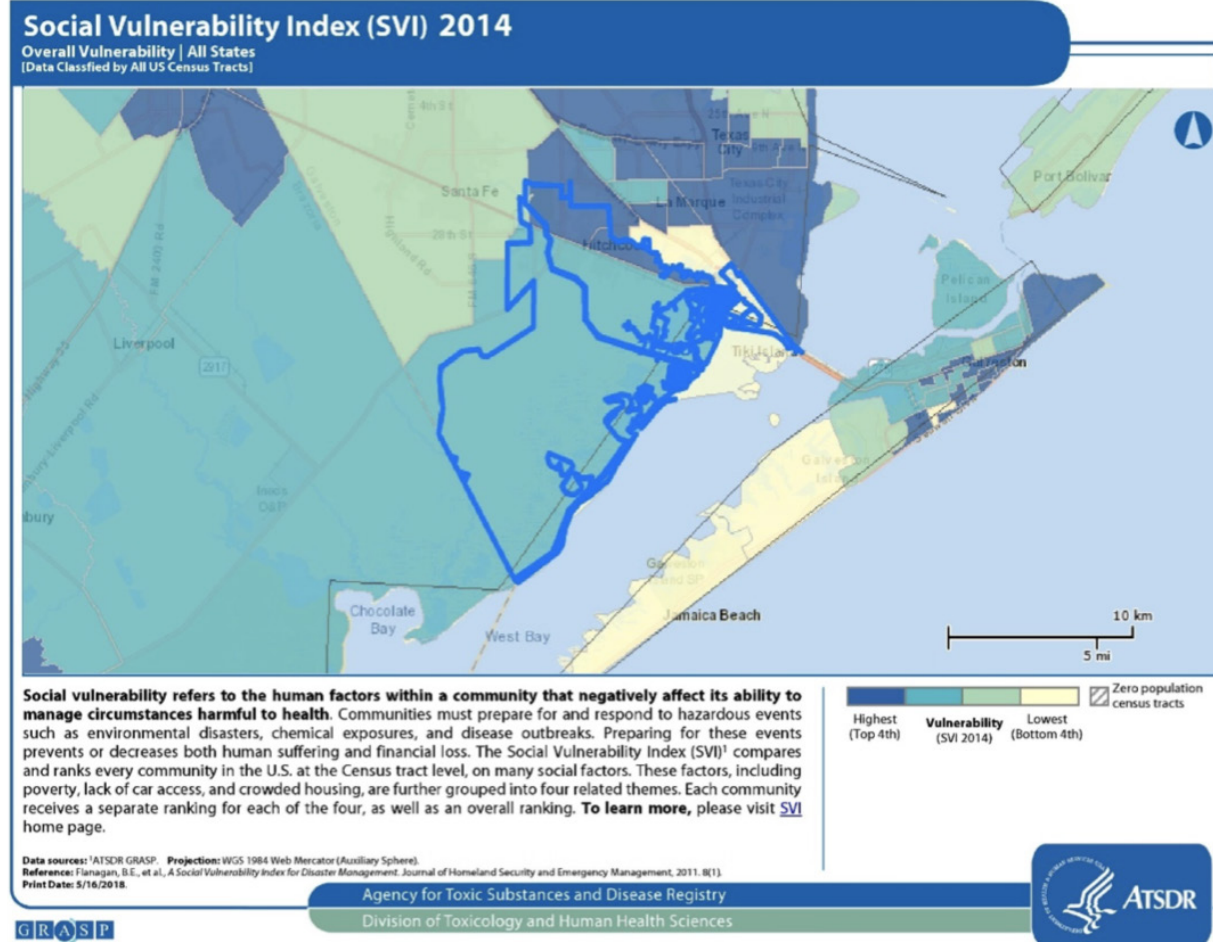 Social Vulnerability Index (SVI) 2014
Overall Vulnerability | All States
[Data Classfied by All US Census Tracts]
4th St
25th Ave N
Texas
City
Santa Fe
Port Bolivar
La Marque
Texas City
Industrial
Complex
28th St
FM 2403 Rd
Pelican
Island
Liverpool
2917
Tiki Island
Galveston
Island
Jamaica Beach
Chocolate
Bay
West Bay
10 km
5 mi
Social vulnerability refers to the human factors within a community that negatively affect its ability to
manage circumstances harmful to health. Communities must prepare for and respond to hazardous events
such as environmental disasters, chemical exposures, and disease outbreaks. Preparing for these events
prevents or decreases both human suffering and financial loss. The Social Vulnerability Index (SVI)¹ compares
and ranks every community in the U.S. at the Census tract level, on many social factors. These factors, including
poverty, lack of car access, and crowded housing, are further grouped into four related themes. Each community
receives a separate ranking for each of the four, as well as an overall ranking. To learn more, please visit SVI
home page.
Highest
(Top 4th)
Vulnerability
(SVI 2014)
Lowest
(Bottom 4th)
Zero population
census tracts
Data sources: ¹ATSDR GRASP. Projection: WGS 1984 Web Mercator (Auxiliary Sphere).
Reference: Flanagan, B.E., et al., A Social Vulnerability Index for Disaster Management. Journal of Homeland Security and Emergency Management, 2011. 8(1).
Print Date: 5/16/2018.
Agency for Toxic Substances and Disease Registry
Division of Toxicology and Human Health Sciences
ATSDR
GRASP